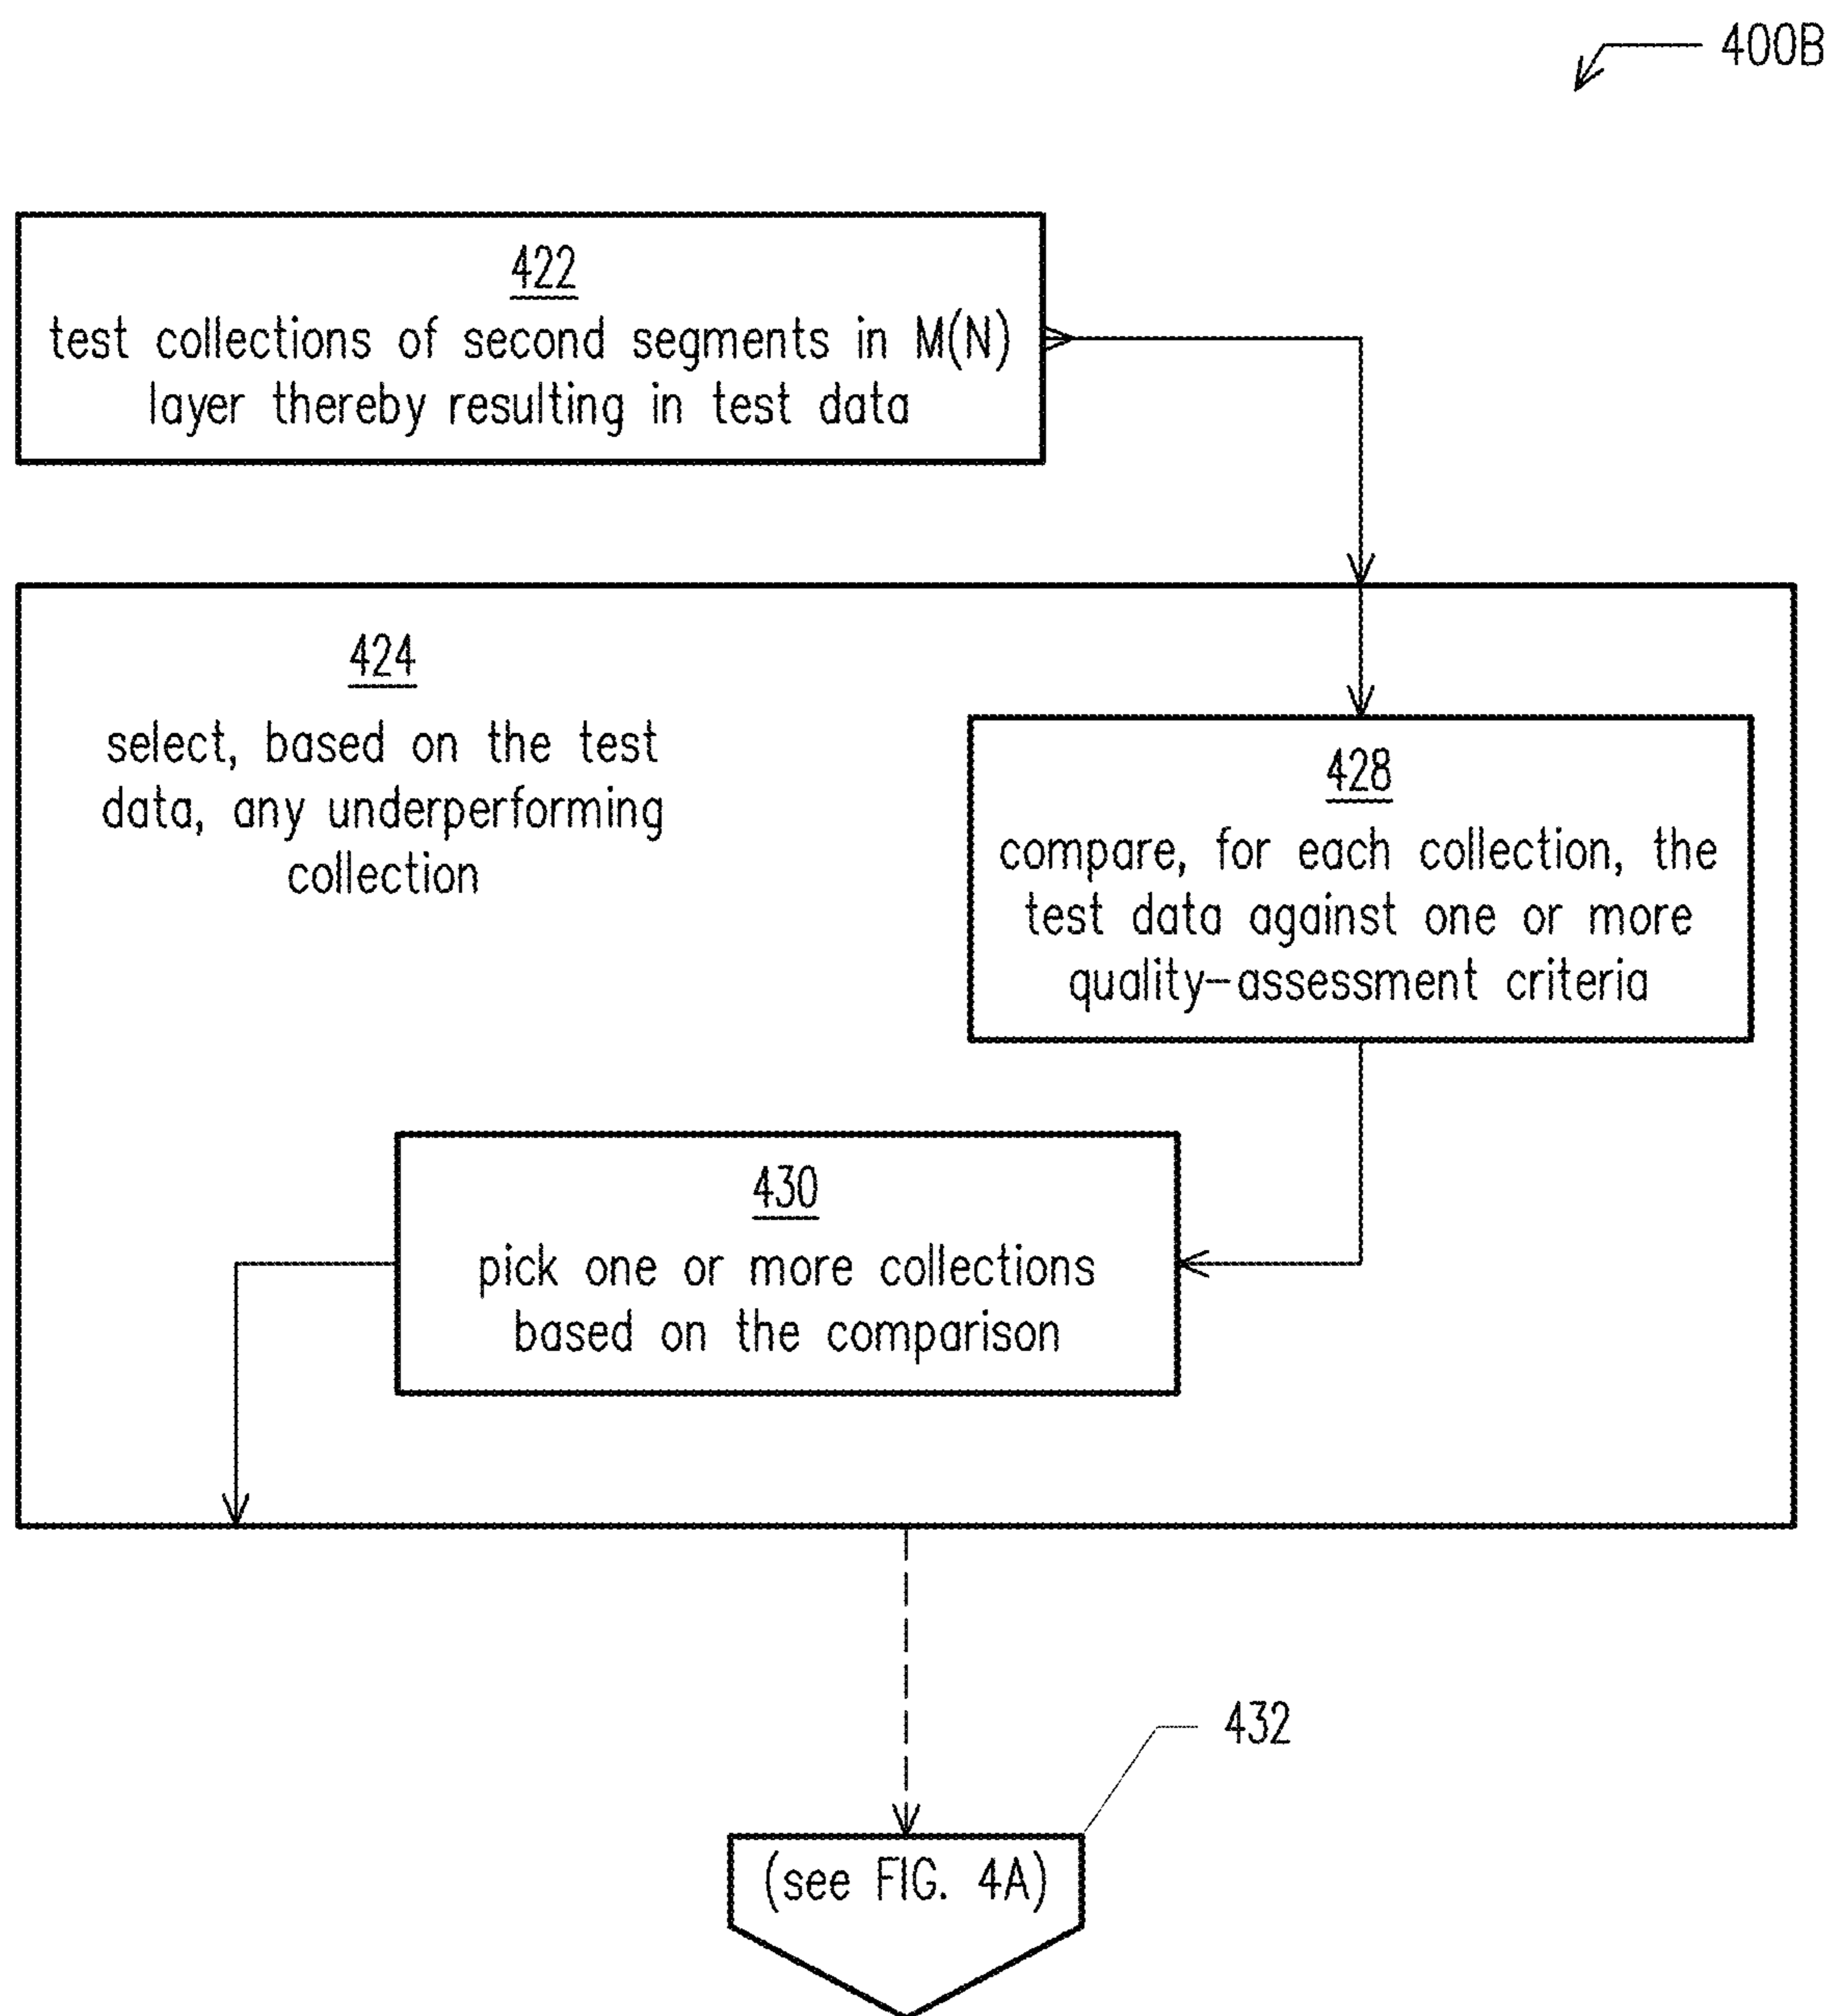 400B
422
test collections of second segments in M(N)
layer thereby resulting in test data
424
select, based on the test
data, any underperforming
collection
428
compare, for each collection, the
test data against one or more
quality-assessment criteria
430
pick one or more collections
based on the comparison
432
(see FIG. 4A)